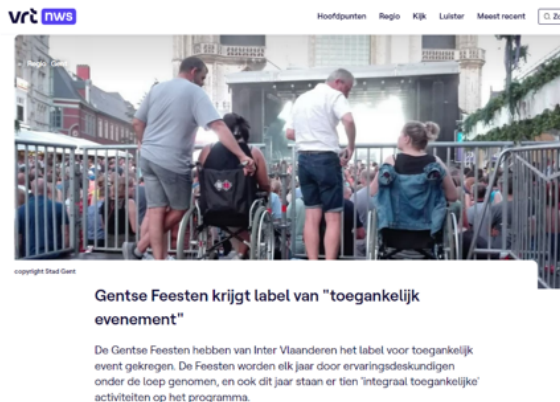 vrt nws
Hoofdpunten Regio Kijk Luister Meest recent
Regio Gent
copyright Stad Gent
Gentse Feesten krijgt label van "toegankelijk
evenement"
De Gentse Feesten hebben van Inter Vlaanderen het label voor toegankelijk
event gekregen. De Feesten worden elk jaar door ervaringsdeskundigen
onder de loep genomen, en ook dit jaar staan er tien 'integraal toegankelijke'
activiteiten op het programma.